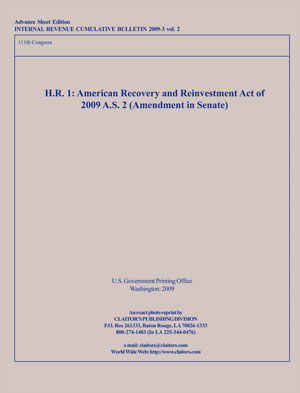 Advance Sheet Edition
INTERNAL REVENUE CUMULATIVE BULLETIN 2009-3 vol. 2
111th Congress
H.R. 1: American Recovery and Reinvestment Act of
2009 A.S. 2 (Amendment in Senate)
U.S. Government Printing Office
Washington: 2009
An exact photo reprint by
CLAITOR'S PUBLISHING DIVISION
P.O. Box 261333, Baton Rouge, LA 70826-1333
800-274-1403 (In LA 225-344-0476)
e mail: claitors@claitors.com
World Wide Web: http://www.claitors.com